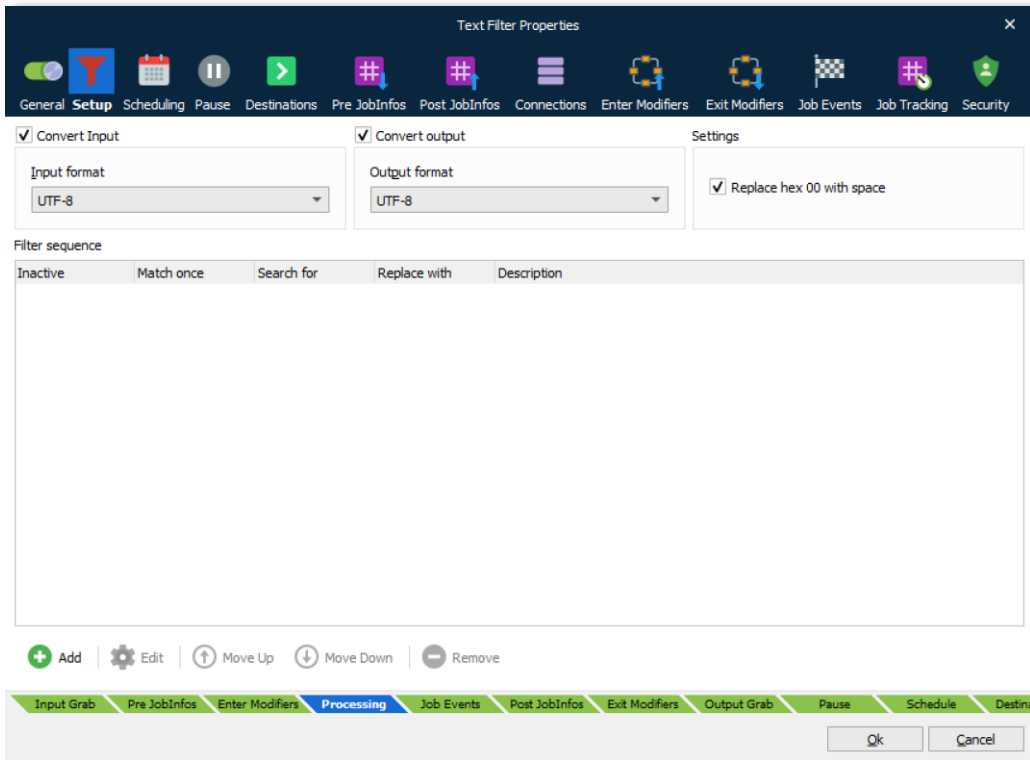 Text Filter Properties
General Setup Scheduling Pause Destinations Pre JobInfos Post JobInfos Connections Enter Modifiers Exit Modifiers Job Events Job Tracking Security
Convert Input Convert output Settings
Input format Output format
Replace hex 00 with space
UTF-8 UTF-8
Filter sequence
Inactive Match once Search for Replace with Description
Add Edit Move Up Move Down Remove
Input Grab Pre JobInfos Enter Modifiers Processing Job Events Post JobInfos Exit Modifiers Output Grab Pause Schedule Destina
Ok Cancel